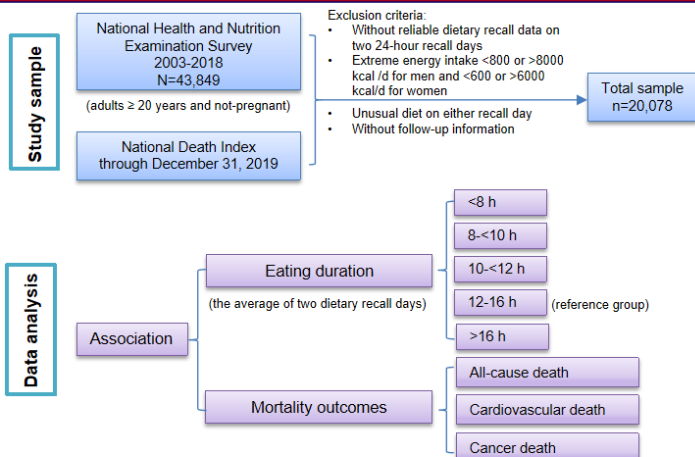 Study sample
National Health and Nutrition
Examination Survey
2003-2018
N=43,849
(adults ≥ 20 years and not-pregnant)
National Death Index
through December 31, 2019
Exclusion criteria:
• Without reliable dietary recall data on
two 24-hour recall days
• Extreme energy intake <800 or >8000
kcal /d for men and <600 or >6000
kcal/d for women
• Unusual diet on either recall day
• Without follow-up information
Total sample
n=20,078
Data analysis
Association
Eating duration
(the average of two dietary recall days)
<8 h
8-<10 h
10-<12 h
12-16 h (reference group)
>16 h
Mortality outcomes
All-cause death
Cardiovascular death
Cancer death